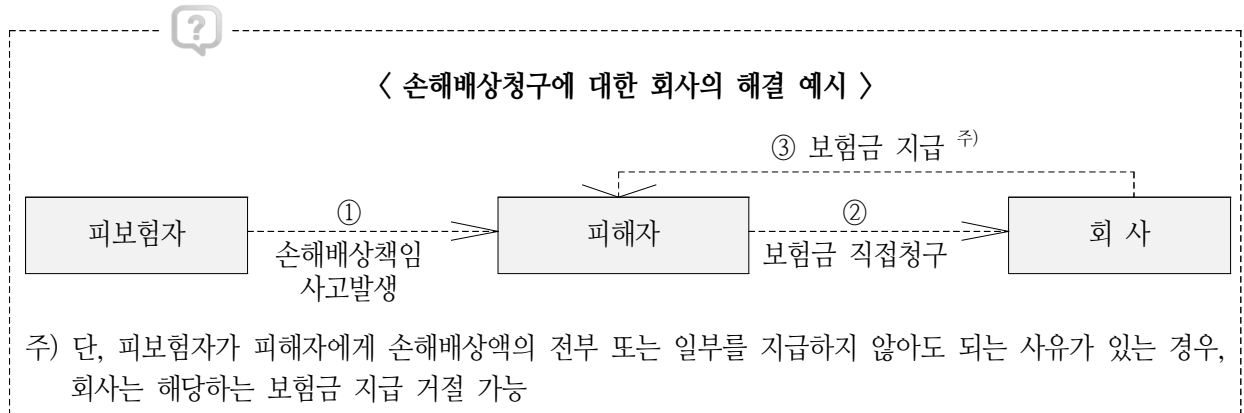 ?
〈 손해배상청구에 대한 회사의 해결 예시 〉
③ 보험금 지급 주)
피보험자
①
손해배상책임
사고발생
피해자
②
보험금 직접청구
회 사
주) 단, 피보험자가 피해자에게 손해배상액의 전부 또는 일부를 지급하지 않아도 되는 사유가 있는 경우,
회사는 해당하는 보험금 지급 거절 가능